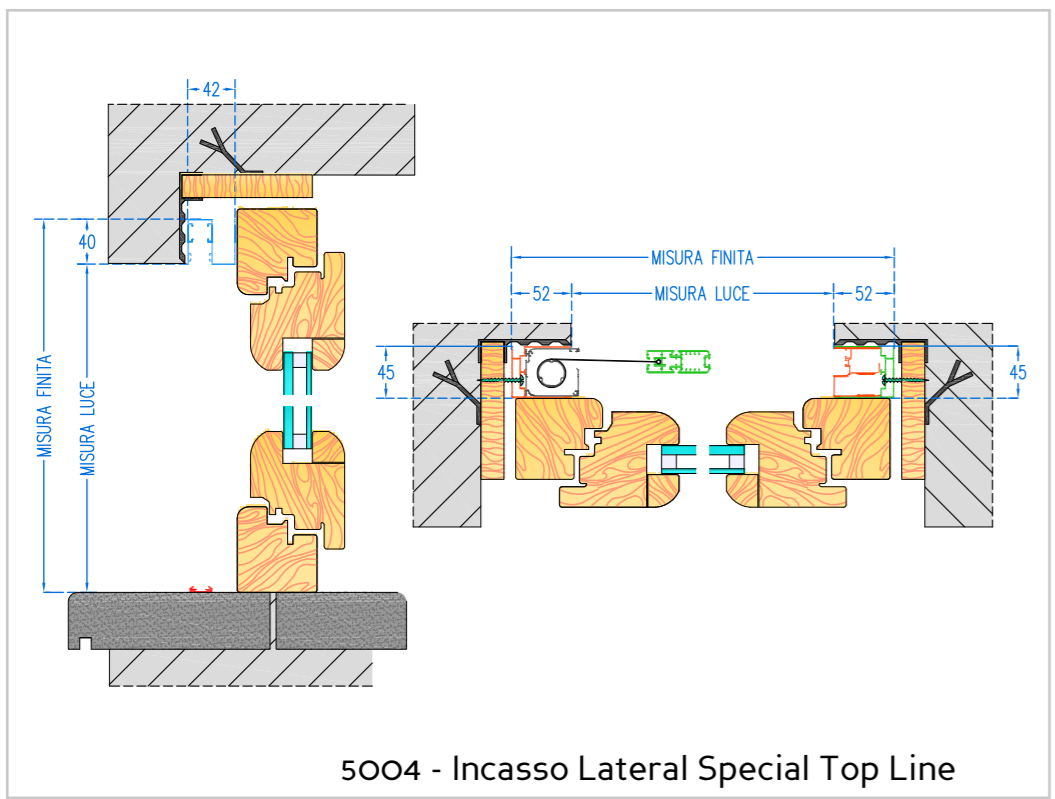 42
40
MISURA FINITA
MISURA LUCE
MISURA FINITA
52
MISURA LUCE
52
45
45
5004 - Incasso Lateral Special Top Line